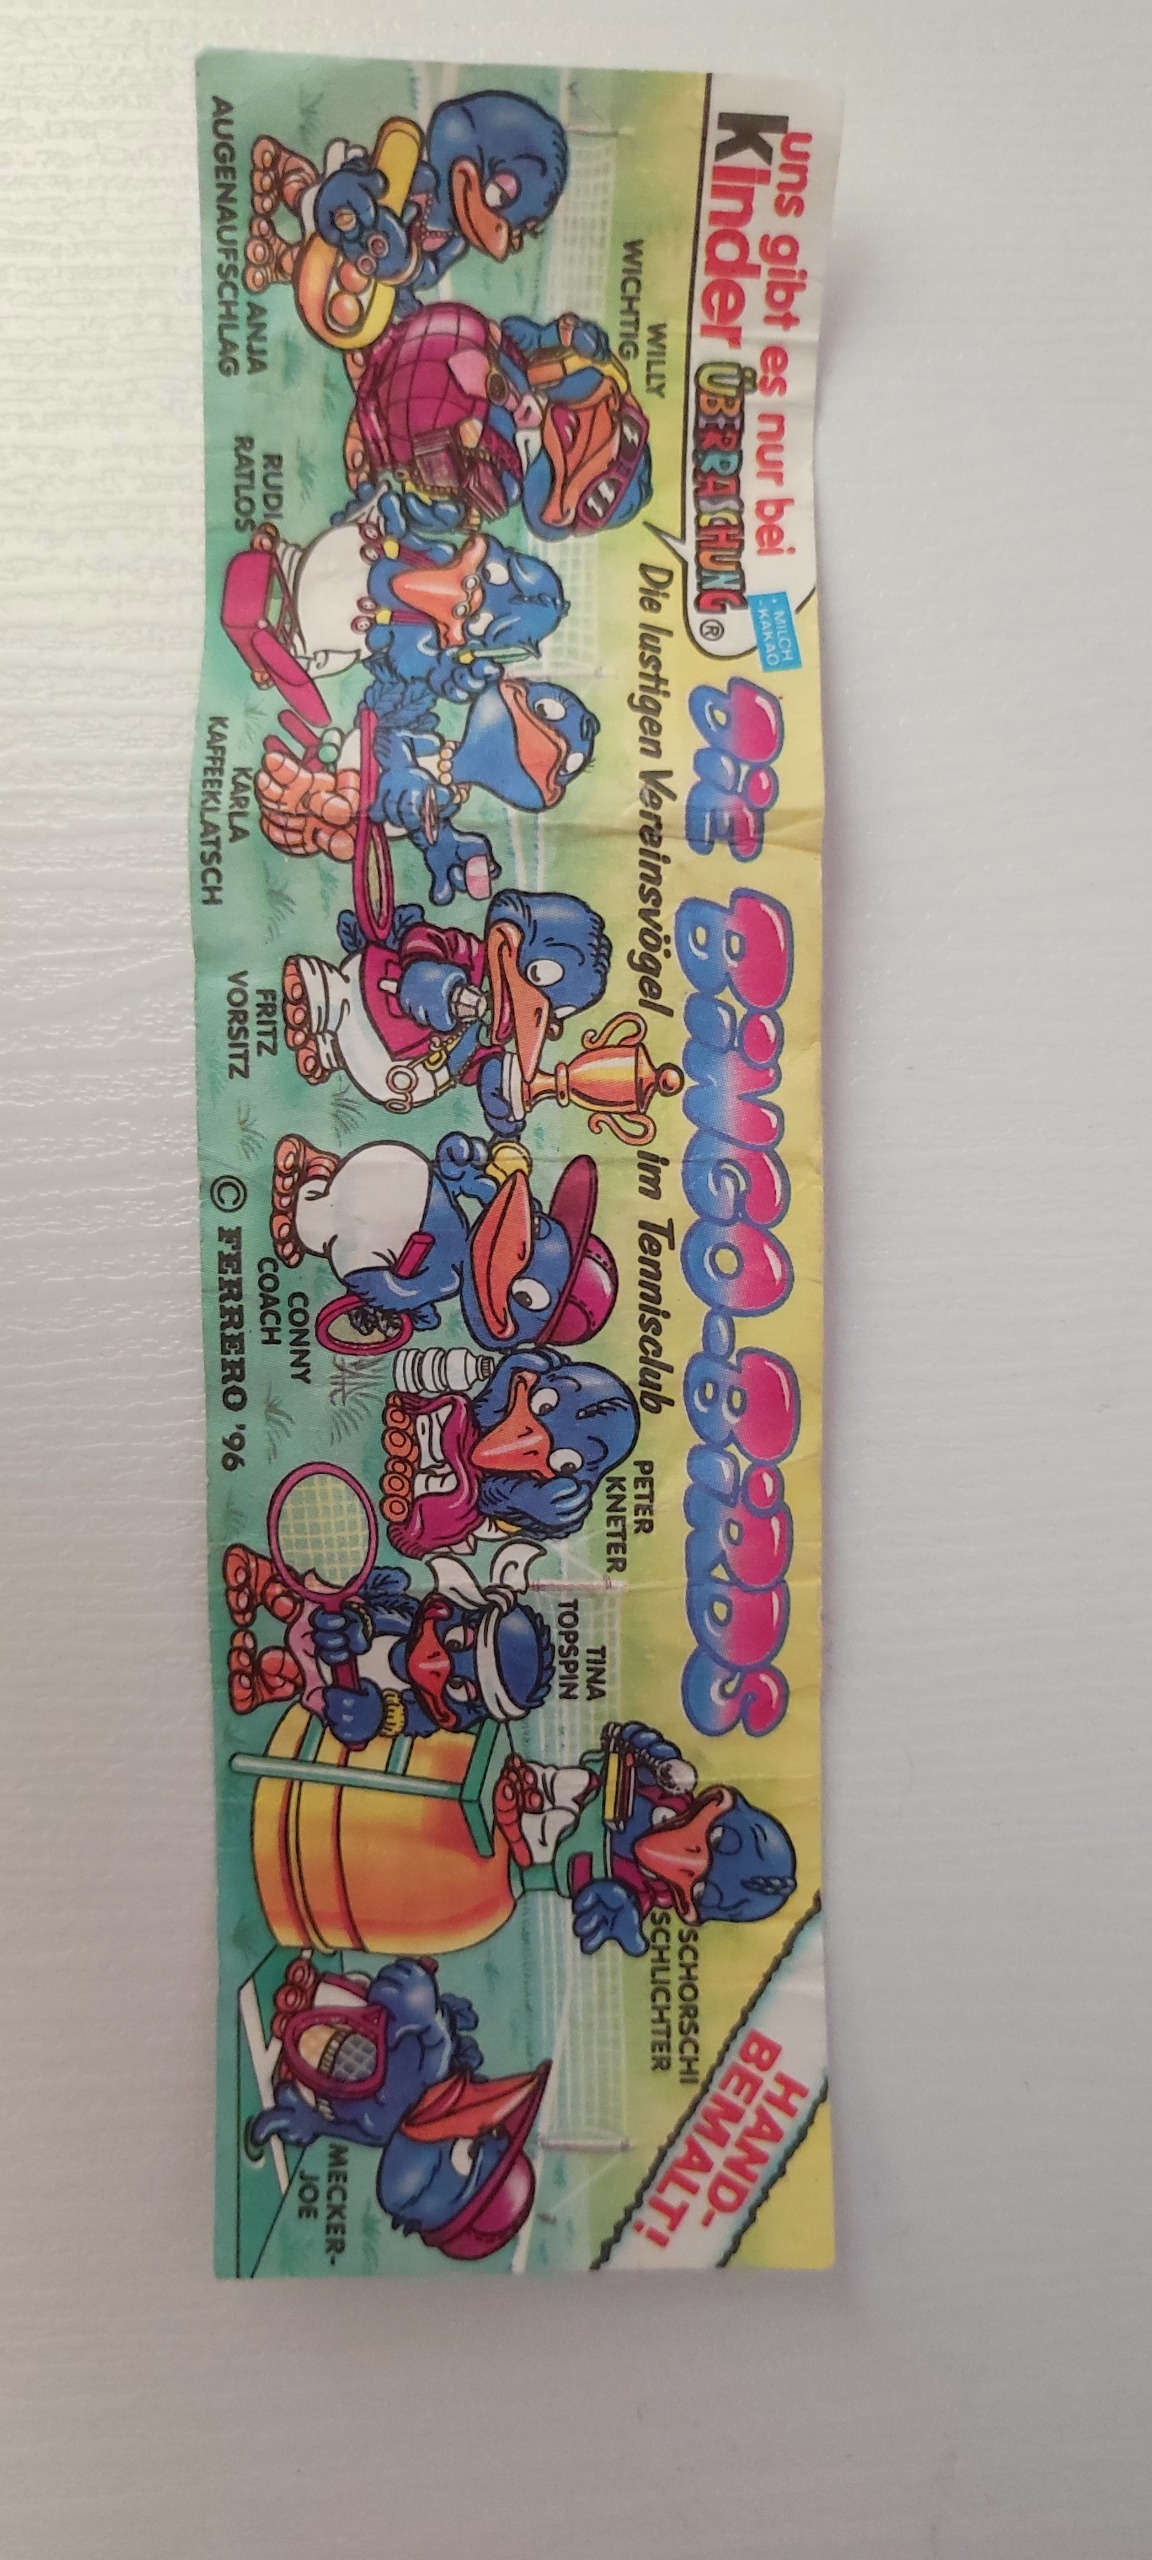 uns gibt es nur bei
Kinder ÜBERRASCHUNG®
MILCH
KAKAO
DIE BINGO-BIRDS
Die lustigen Vereinsvögel im Tennisclub
HAND-
BEMALT!
WILLY
WICHTIG
ANJA
AUGENAUFSCHLAG
RUDI
RATLOS
KARLA
KAFFEEKLATSCH
FRITZ
VORSITZ
CONNY
COACH
PETER
KNETER
TINA
TOPSPIN
SCHORSCHI
SCHLICHTER
MECKER-
JOE
© FERRERO '96